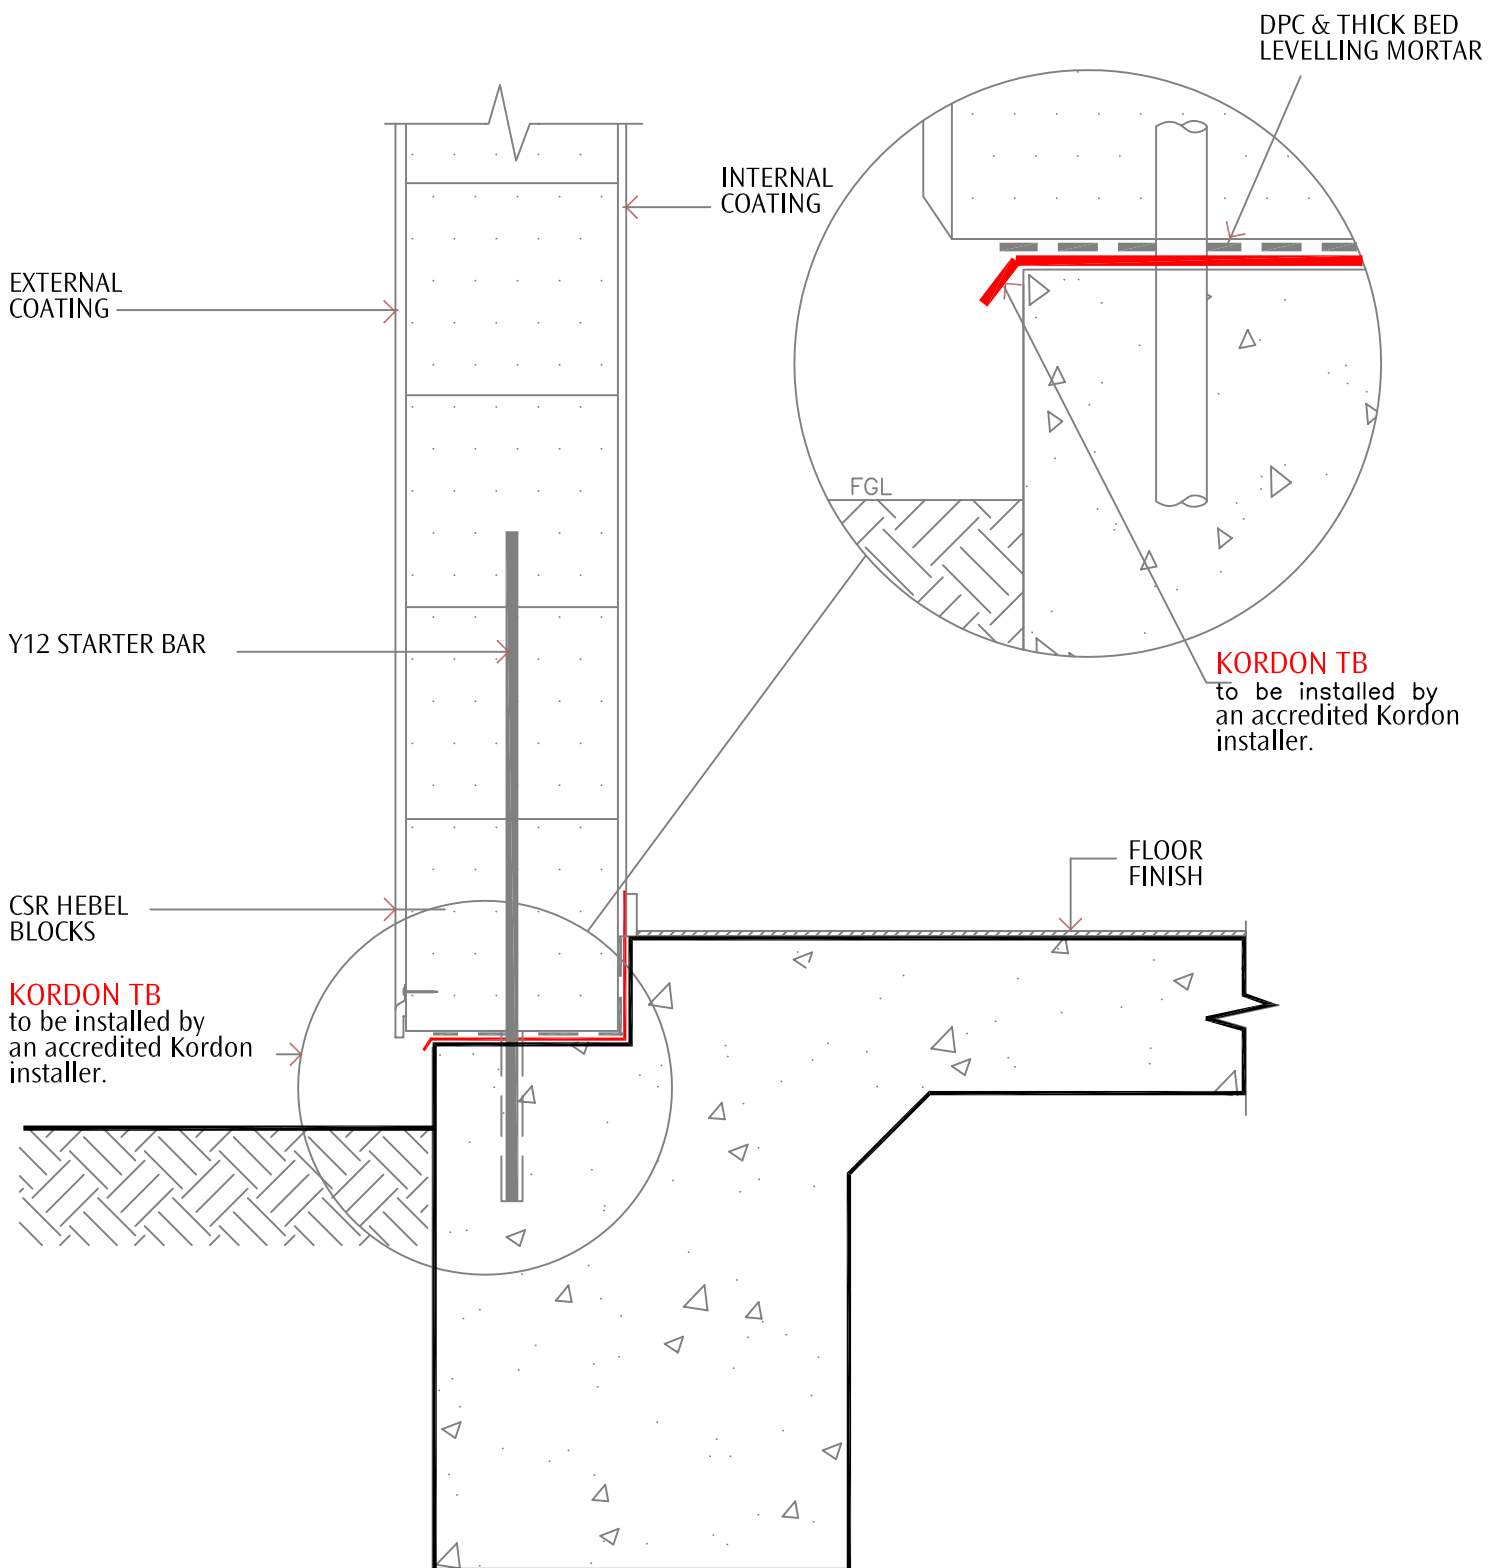 DPC & THICK BED
LEVELLING MORTAR
INTERNAL
COATING
EXTERNAL
COATING
FGL
Y12 STARTER BAR
KORDON TB
to be installed by
an accredited Kordon
installer.
FLOOR
FINISH
CSR HEBEL
BLOCKS
KORDON TB
to be installed by
an accredited Kordon
installer.